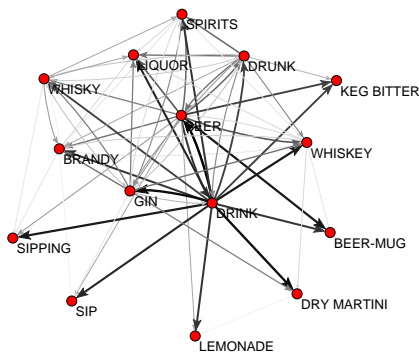 SPIRITS
LIQUOR
DRUNK
WHISKY
KEG BITTER
BEER
BRANDY
WHISKEY
GIN
DRINK
SIPPING
BEER-MUG
SIP
DRY MARTINI
LEMONADE